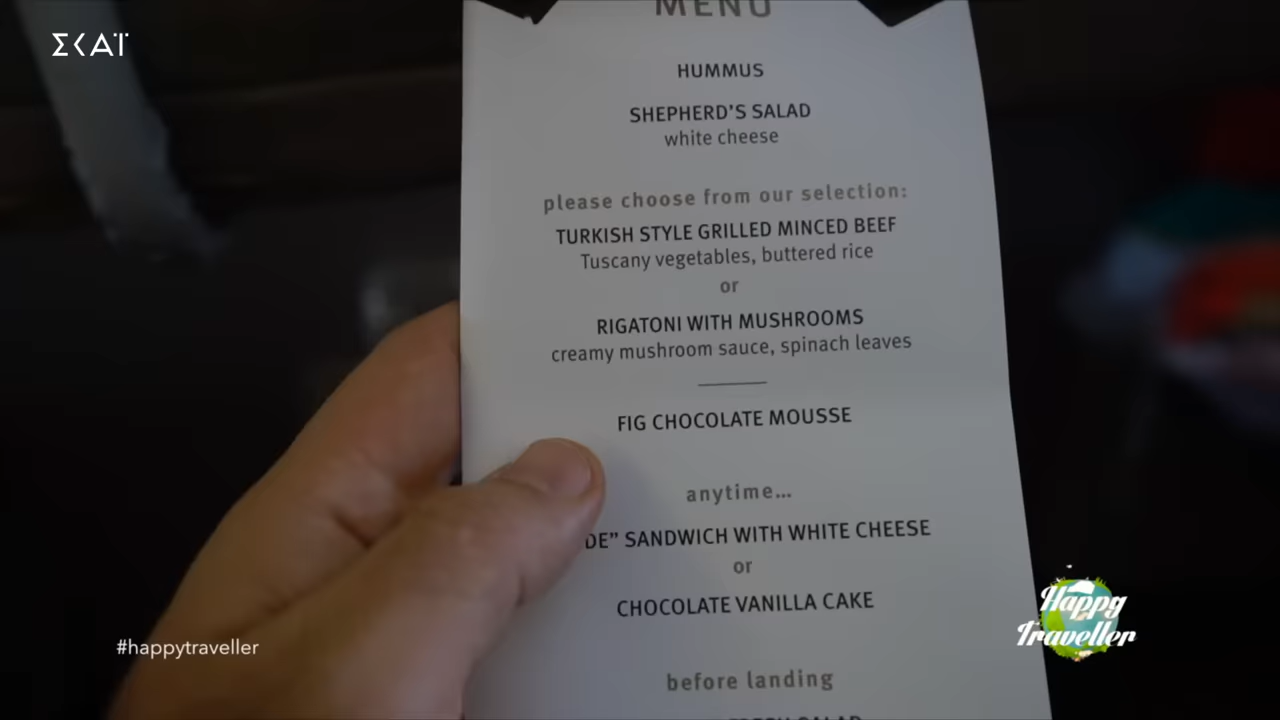 ΣΚΑΪ
MENU
HUMMUS
SHEPHERD'S SALAD
white cheese
please choose from our selection:
TURKISH STYLE GRILLED MINCED BEEF
Tuscany vegetables, buttered rice
or
RIGATONI WITH MUSHROOMS
creamy mushroom sauce, spinach leaves
FIG CHOCOLATE MOUSSE
anytime...
DE" SANDWICH WITH WHITE CHEESE
or
CHOCOLATE VANILLA CAKE
before landing
SALAD
Happy
Traveller
#happytraveller